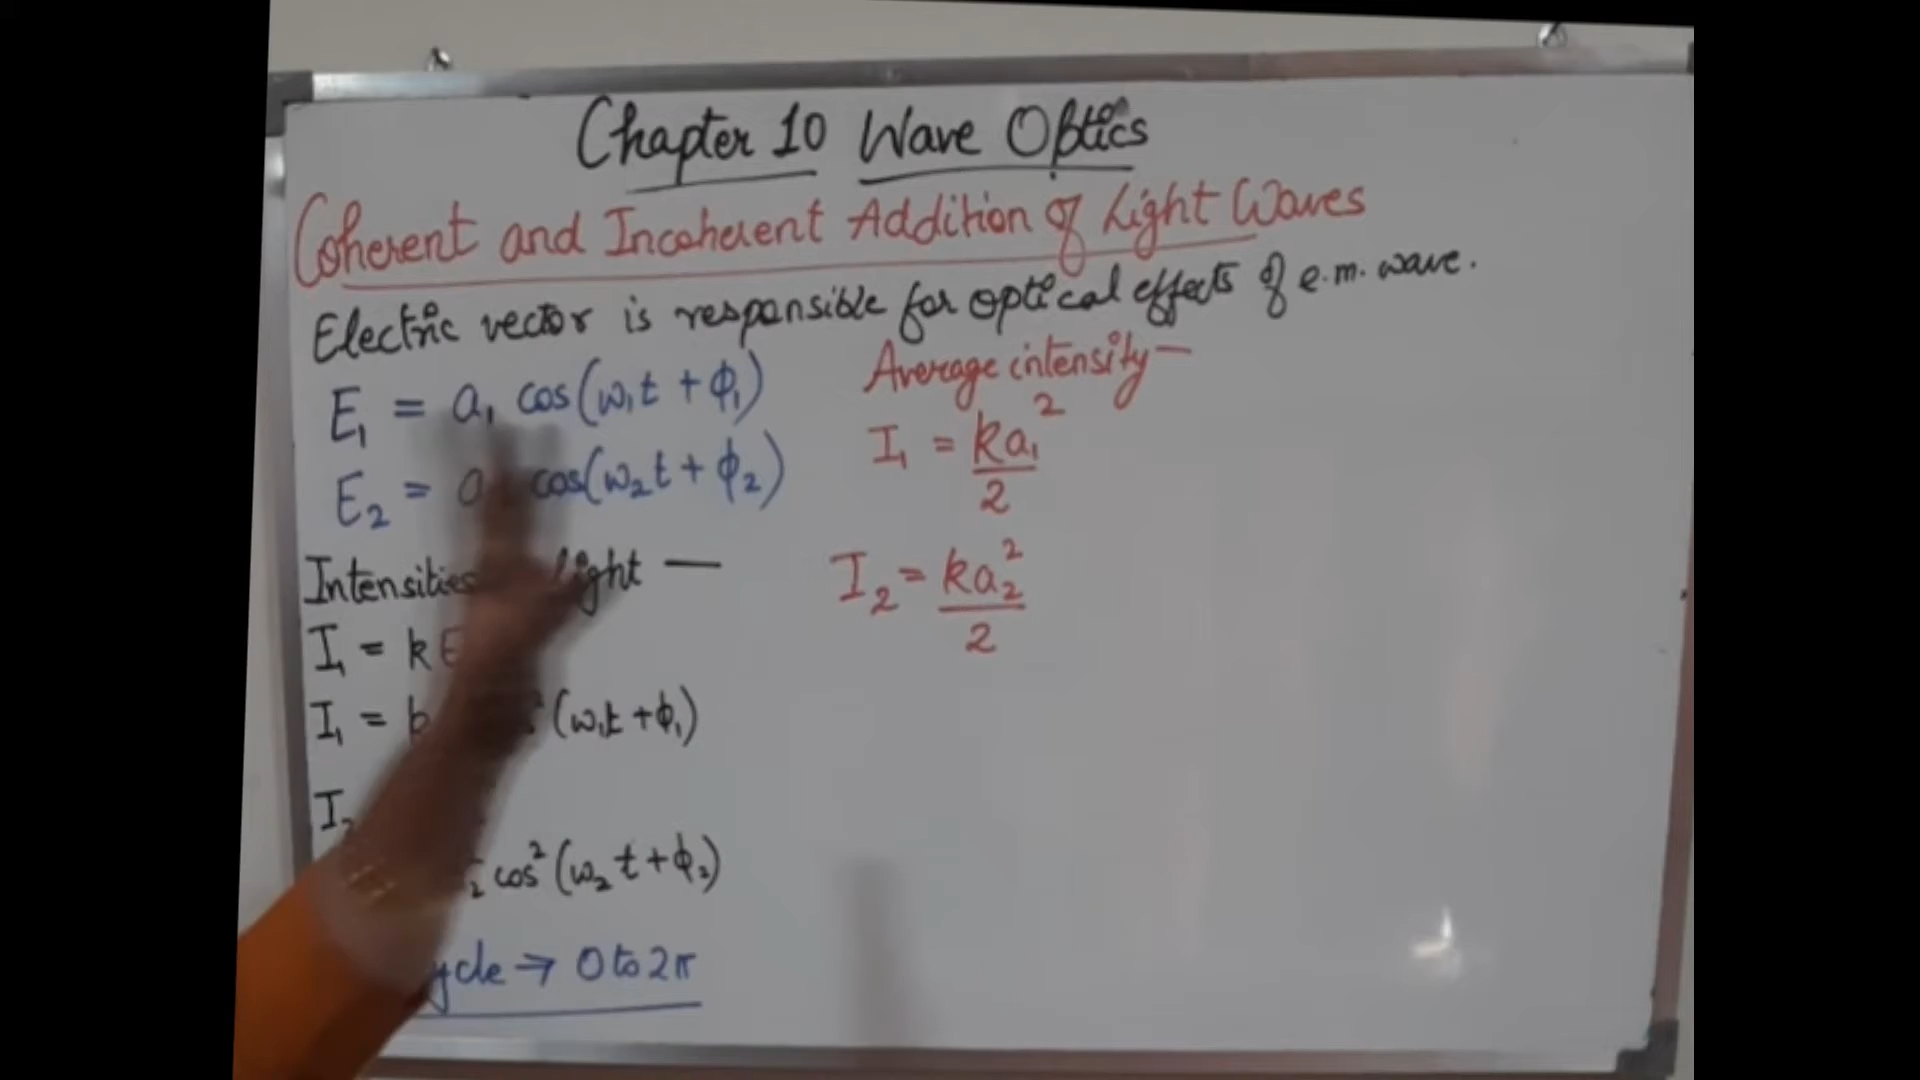 Chapter 10 Wave Optics
Coherent and Incoherent Addition of Light Waves
Electric vector is responsible for optical effects of e.m. wave.
E₁ = a₁ cos(ω₁t + ϕ₁)
E₂ = a cos(ω₂t + ϕ₂)
Intensities light —
I₁ = k
I₁ = (ω₁t + ϕ₁)
I₂
₂ cos²(ω₂t + ϕ₂)
→ 0 to 2π
Average intensity —
I₁ = ka₁²/2
I₂ = ka₂²/2